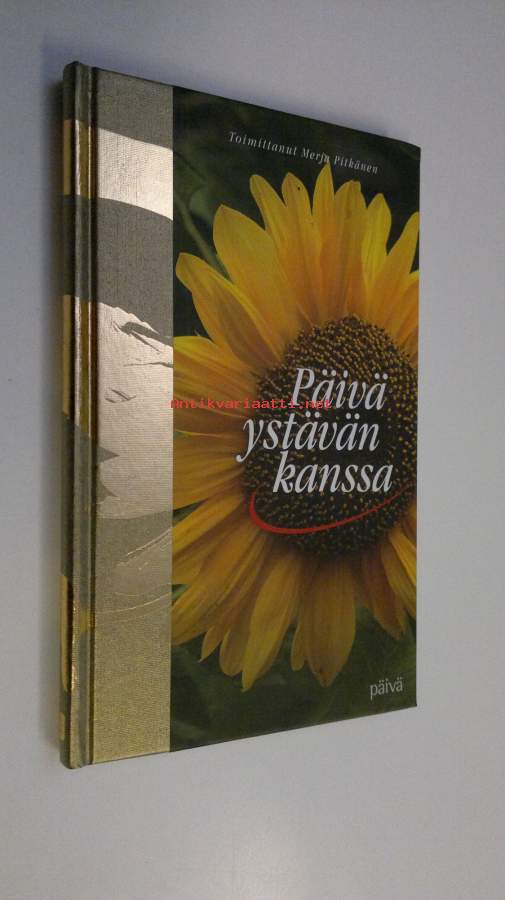 Toimittanut Merja Pitkänen
Päivä
Antikvariaatti.net
ystävän
kanssa
päivä